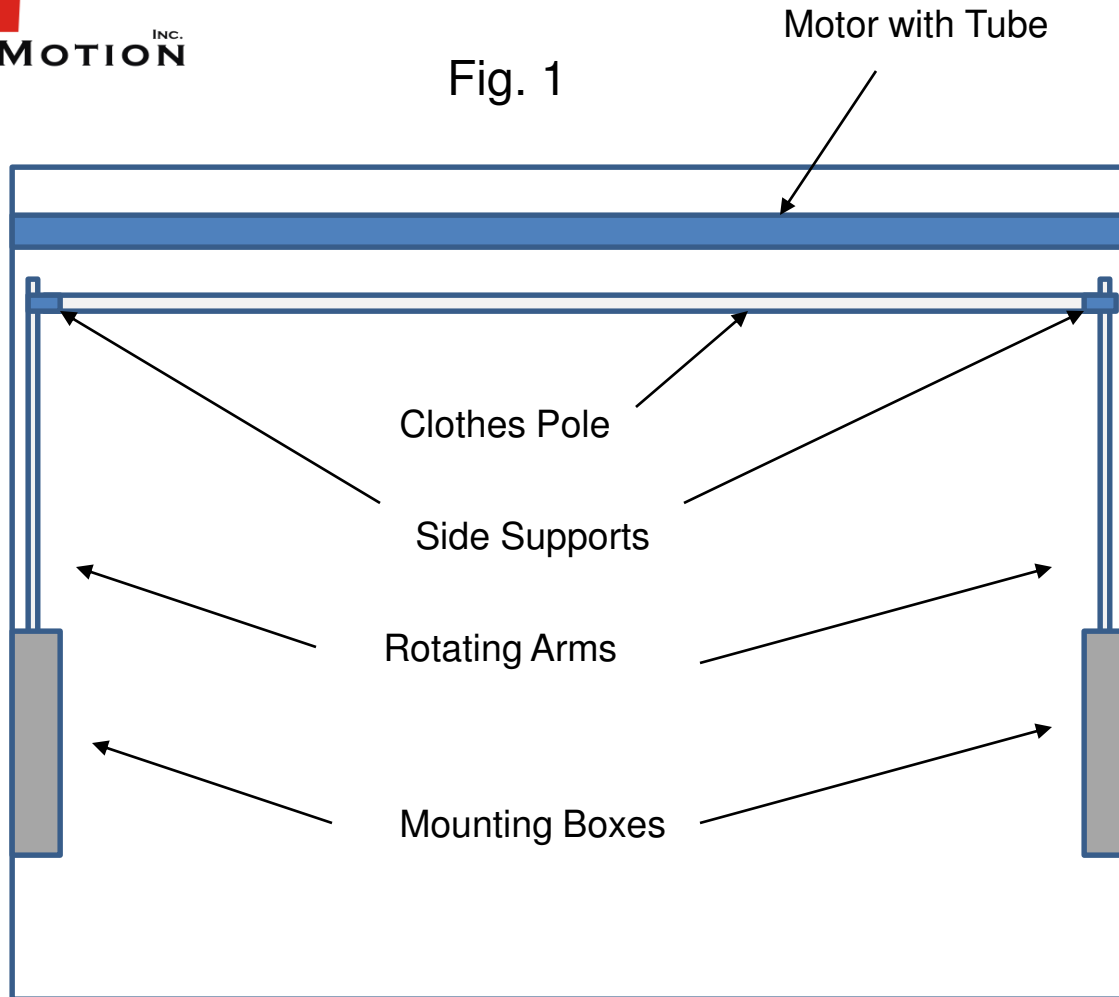 INC.
MOTION
Motor with Tube
Fig. 1
Clothes Pole
Side Supports
Rotating Arms
Mounting Boxes